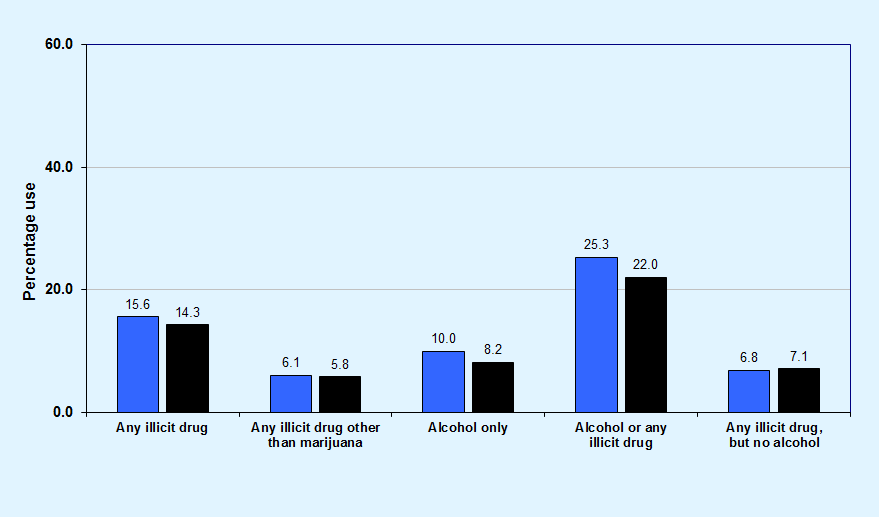 60.0
40.0
20.0
0.0
Percentage use
15.6
14.3
6.1
5.8
10.0
8.2
25.3
22.0
6.8
7.1
Any illicit drug
Any illicit drug other
than marijuana
Alcohol only
Alcohol or any
illicit drug
Any illicit drug,
but no alcohol